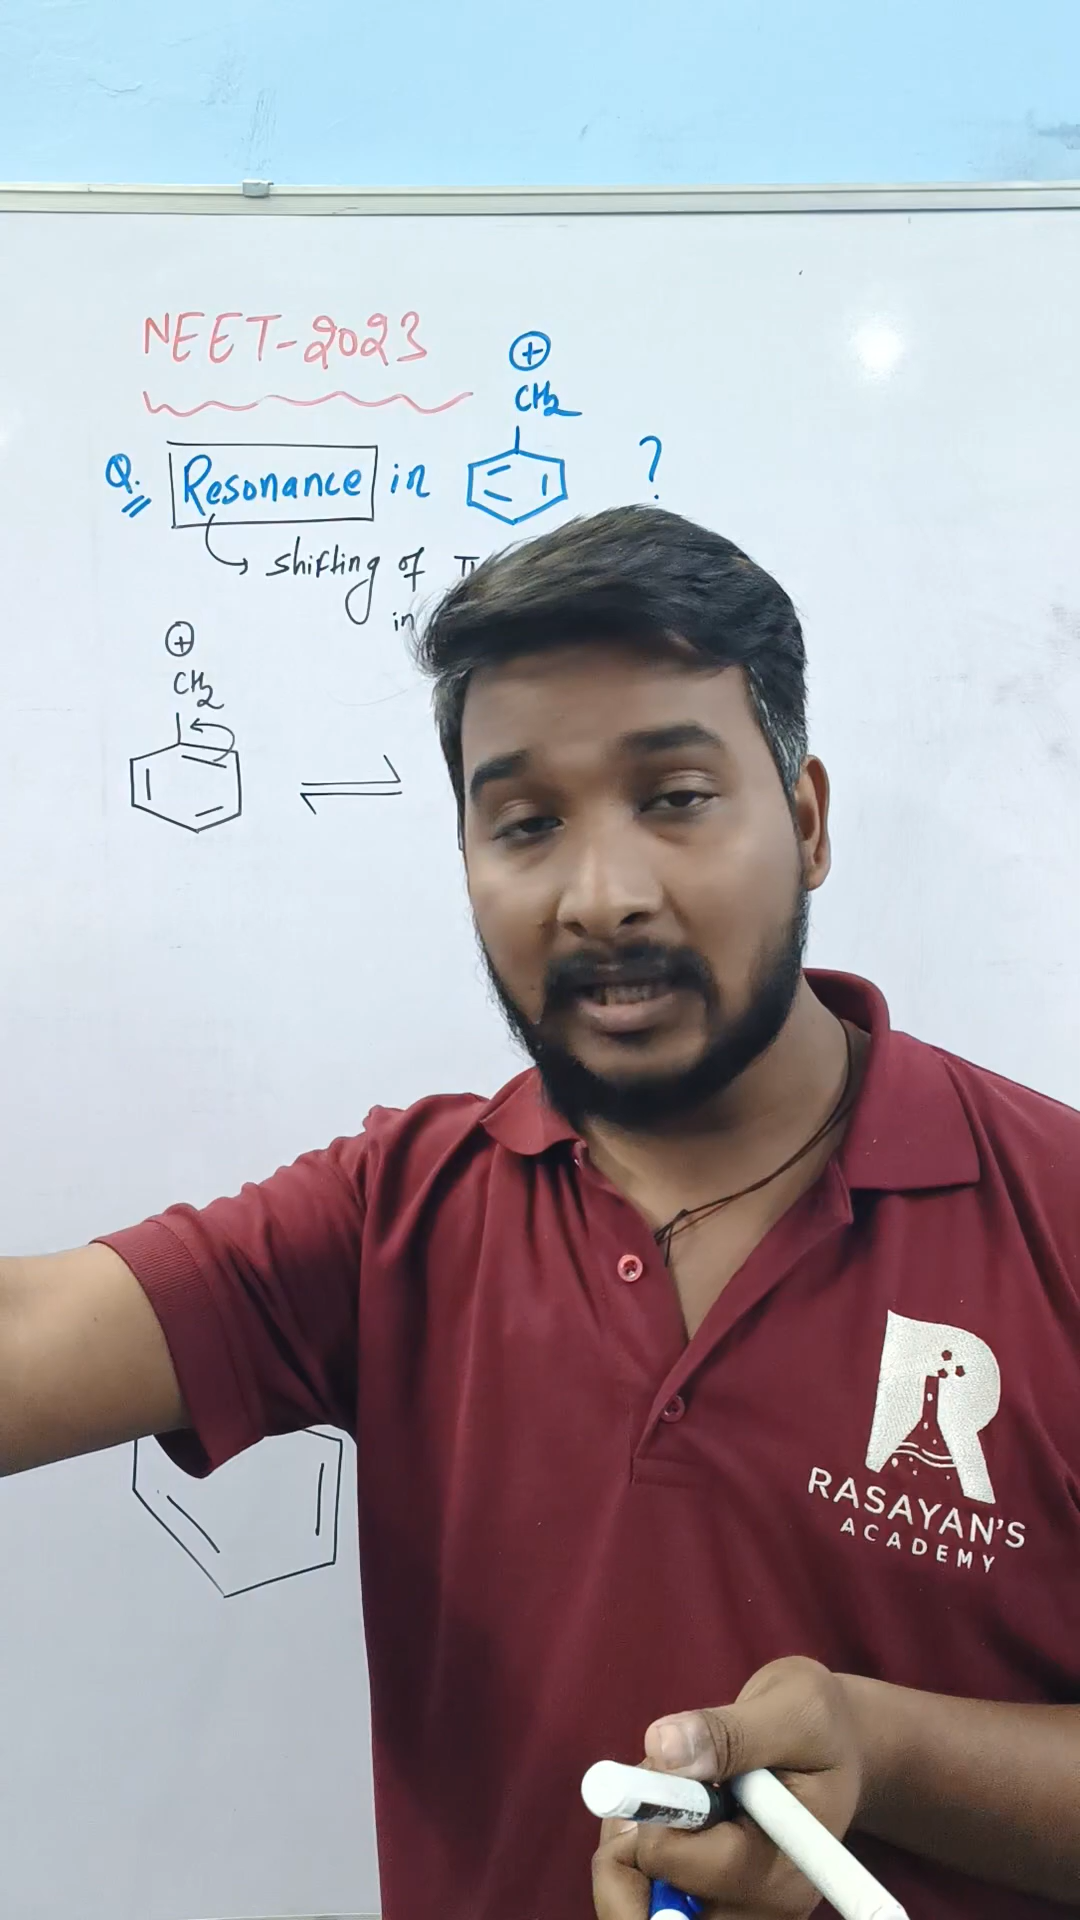 NEET-2023
⊕
CH2
Q. Resonance in ?
→ shifting of π
in
⊕
CH2
RASAYAN'S
ACADEMY